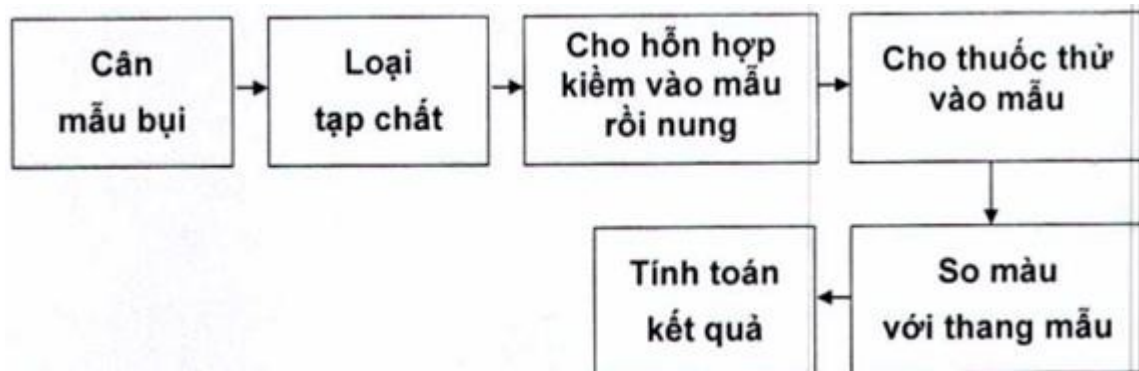 Cân
mẫu bụi
Loại
tạp chất
Cho hỗn hợp
kiềm vào mẫu
rồi nung
Cho thuốc thử
vào mẫu
So màu
với thang mẫu
Tính toán
kết quả